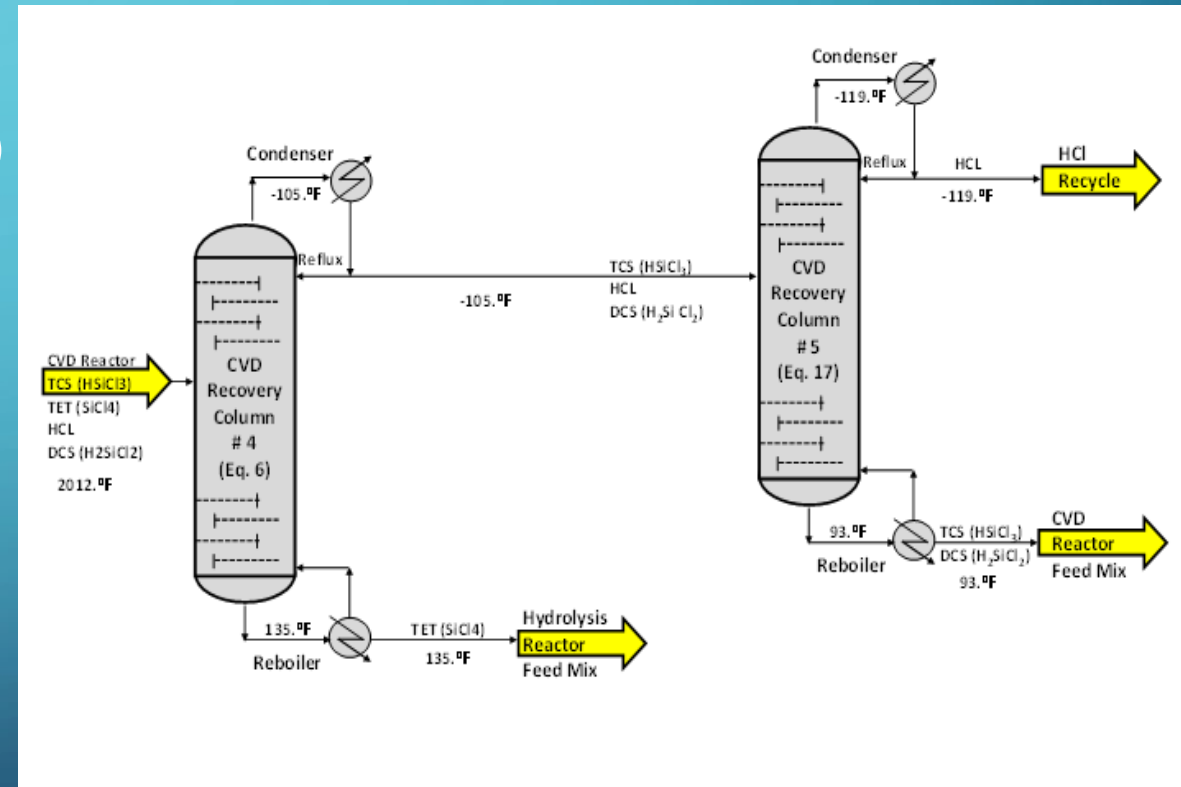 Condenser
-119.ºF
Reflux
HCL
-119.ºF
HCl
Recycle
Condenser
-105.ºF
Reflux
-105.ºF
TCS (HSiCl3)
HCL
DCS (H2Si Cl2)
CVD
Recovery
Column
# 5
(Eq. 17)
CVD Reactor
TCS (HSiCl3)
TET (SiCl4)
HCL
DCS (H2SiCl2)
2012.ºF
CVD
Recovery
Column
# 4
(Eq. 6)
93.ºF
Reboiler
TCS (HSiCl3)
DCS (H2SiCl2)
93.ºF
CVD
Reactor
Feed Mix
135.ºF
Reboiler
TET (SiCl4)
135.ºF
Hydrolysis
Reactor
Feed Mix